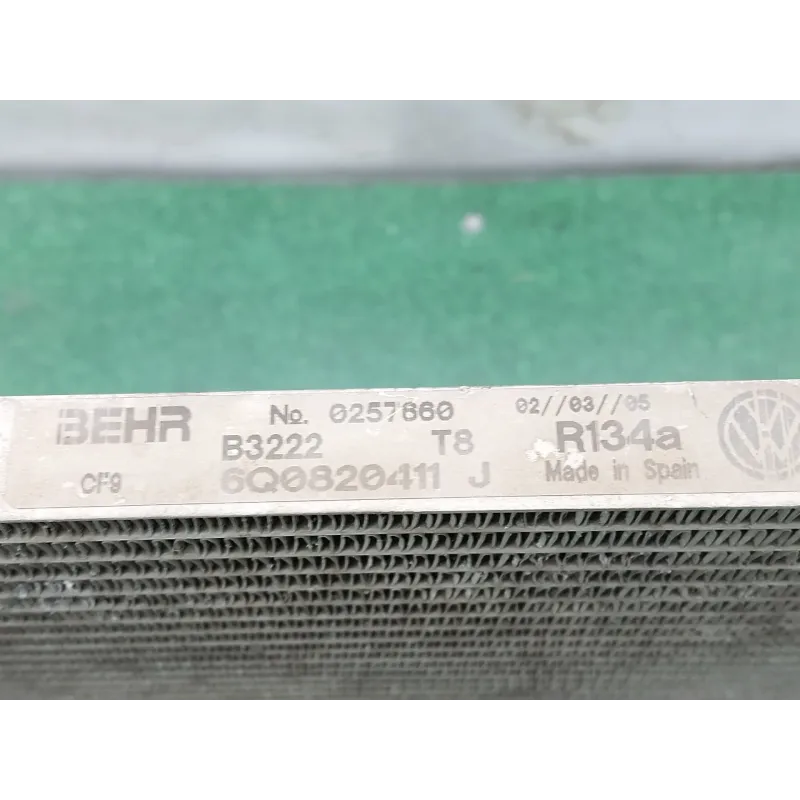 BEHR No. 0257660 02//03//05
B3222 T8 R134a
CF9 6Q0820411 J Made in Spain